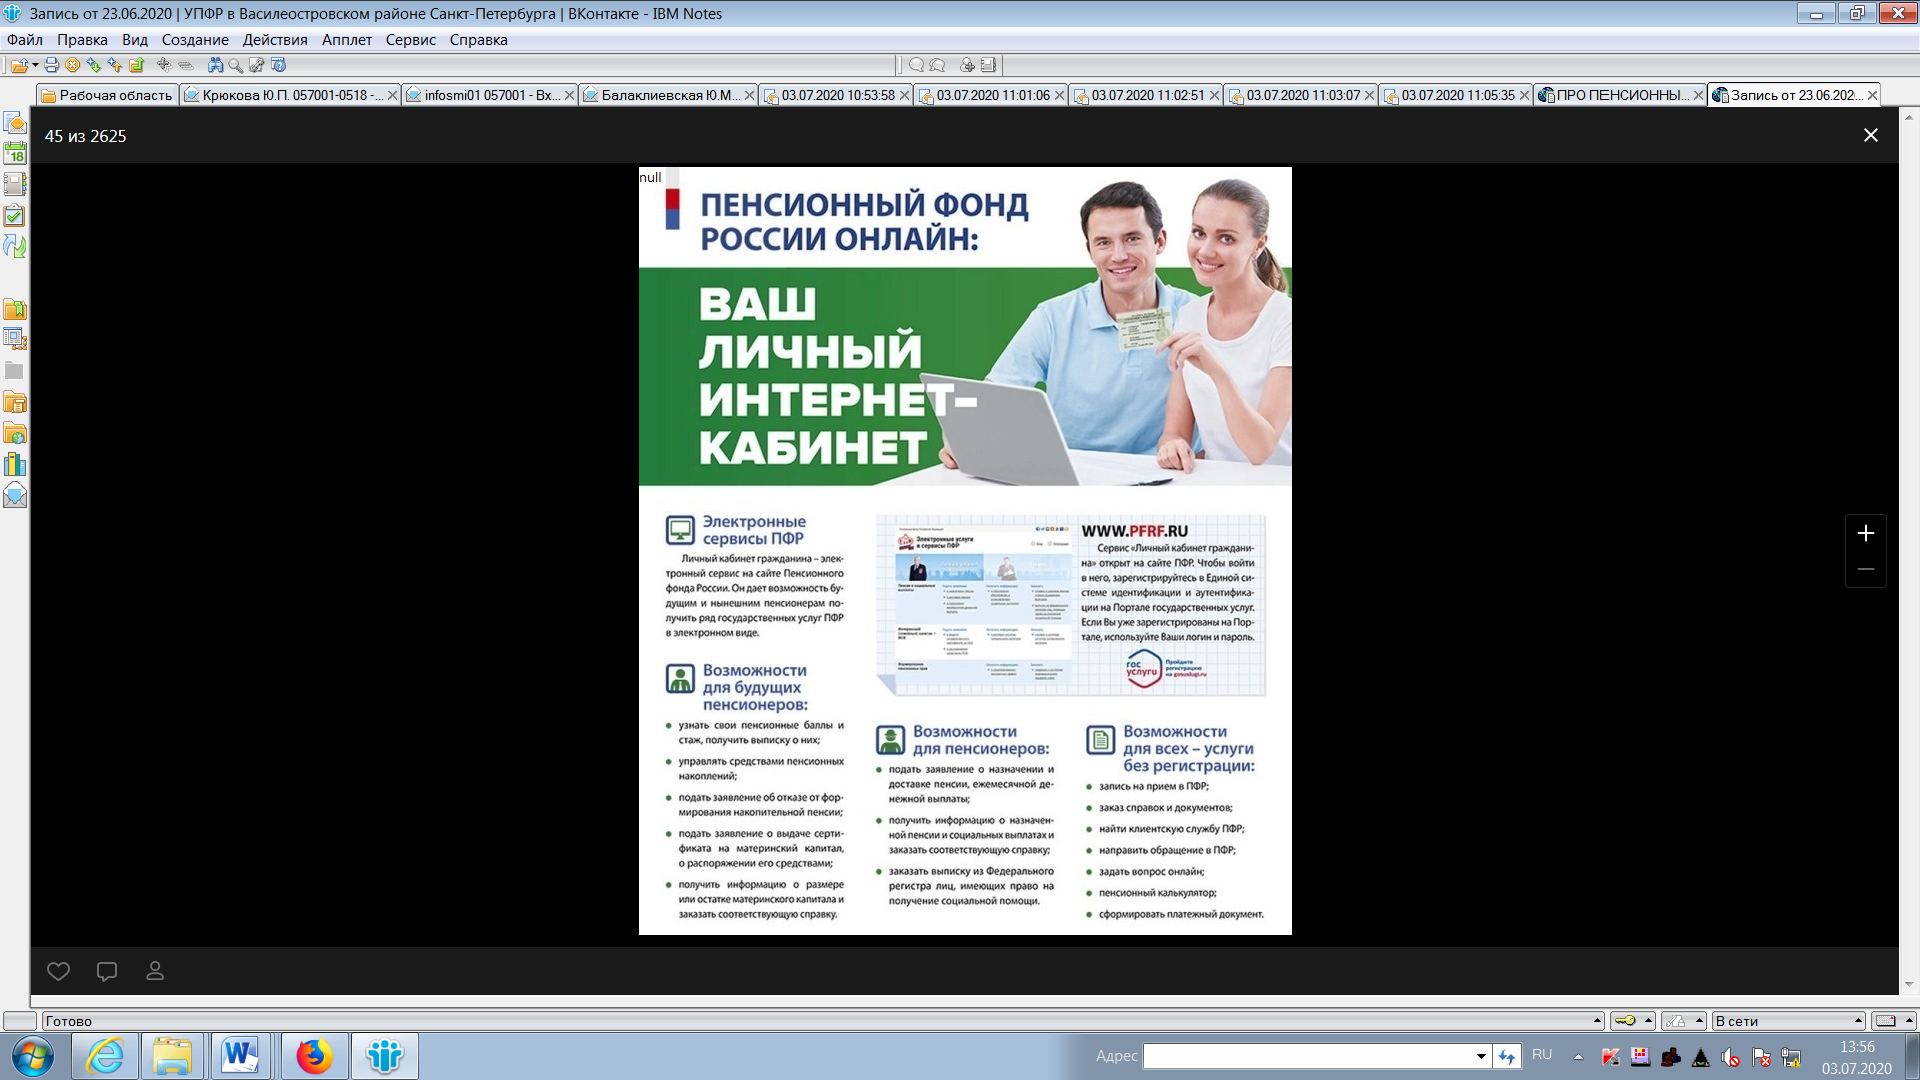 Запись от 23.06.2020 | УПФР в Василеостровском районе Санкт-Петербурга | ВКонтакте - IBM Notes
Файл Правка Вид Создание Действия Апплет Сервис Справка
Рабочая область Крюкова Ю.П. 057001-0518 -... infosmi01 057001 - Вх... Балаклиевская Ю.М... 03.07.2020 10:53:58 03.07.2020 11:01:06 03.07.2020 11:02:51 03.07.2020 11:03:07 03.07.2020 11:05:35 ПРО ПЕНСИОННЫ... Запись от 23.06.202...
18
45 из 2625
null
ПЕНСИОННЫЙ ФОНД
РОССИИ ОНЛАЙН:
ВАШ
ЛИЧНЫЙ
ИНТЕРНЕТ-
КАБИНЕТ
Электронные
сервисы ПФР
Личный кабинет гражданина – элек-
тронный сервис на сайте Пенсионного
фонда России. Он дает возможность бу-
дущим и нынешним пенсионерам по-
лучить ряд государственных услуг ПФР
в электронном виде.
Возможности
для будущих
пенсионеров:
• узнать свои пенсионные баллы и
стаж, получить выписку о них;
• управлять средствами пенсионных
накоплений;
• подать заявление об отказе от фор-
мирования накопительной пенсии;
• подать заявление о выдаче серти-
фиката на материнский капитал,
о распоряжении его средствами;
• получить информацию о размере
или остатке материнского капитала и
заказать соответствующую справку.
Электронные услуги
и сервисы ПФР
WWW.PFRF.RU
Сервис «Личный кабинет граждани-
на» открыт на сайте ПФР. Чтобы войти
в него, зарегистрируйтесь в Единой си-
стеме идентификации и аутентифика-
ции на Портале государственных услуг.
Если Вы уже зарегистрированы на Пор-
тале, используйте Ваши логин и пароль.
гос
услуги
Пройдите
регистрацию
на gosuslugi.ru
Возможности
для пенсионеров:
• подать заявление о назначении и
доставке пенсии, ежемесячной де-
нежной выплаты;
• получить информацию о назначен-
ной пенсии и социальных выплатах и
заказать соответствующую справку;
• заказать выписку из Федерального
регистра лиц, имеющих право на
получение социальной помощи.
Возможности
для всех – услуги
без регистрации:
• запись на прием в ПФР;
• заказ справок и документов;
• найти клиентскую службу ПФР;
• направить обращение в ПФР;
• задать вопрос онлайн;
• пенсионный калькулятор;
• сформировать платежный документ.
Готово
В сети
Адрес
RU
13:56
03.07.2020